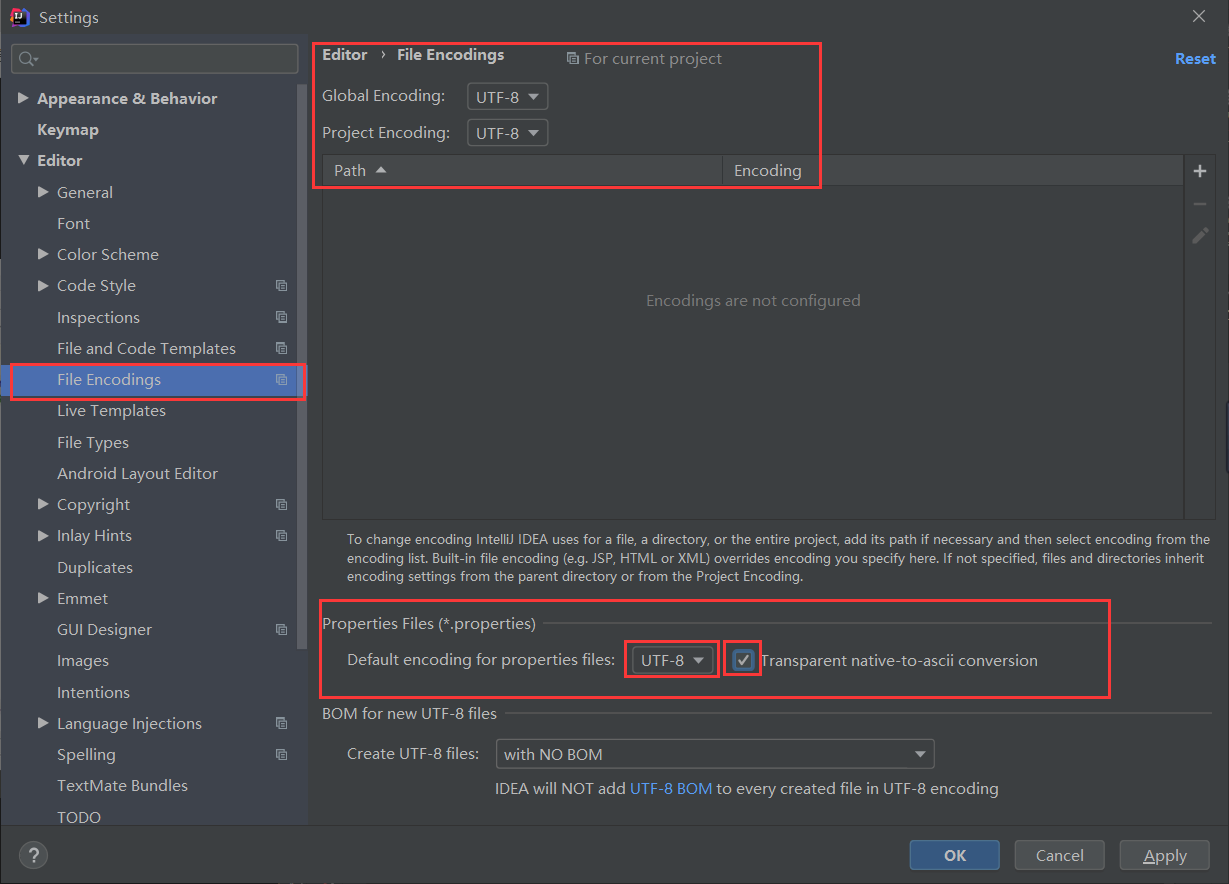 Settings
Appearance & Behavior
Keymap
Editor
General
Font
Color Scheme
Code Style
Inspections
File and Code Templates
File Encodings
Live Templates
File Types
Android Layout Editor
Copyright
Inlay Hints
Duplicates
Emmet
GUI Designer
Images
Intentions
Language Injections
Spelling
TextMate Bundles
TODO
Editor › File Encodings For current project
Reset
Global Encoding: UTF-8
Project Encoding: UTF-8
Path Encoding
Encodings are not configured
To change encoding IntelliJ IDEA uses for a file, a directory, or the entire project, add its path if necessary and then select encoding from the
encoding list. Built-in file encoding (e.g. JSP, HTML or XML) overrides encoding you specify here. If not specified, files and directories inherit
encoding settings from the parent directory or from the Project Encoding.
Properties Files (*.properties)
Default encoding for properties files: UTF-8 Transparent native-to-ascii conversion
BOM for new UTF-8 files
Create UTF-8 files: with NO BOM
IDEA will NOT add UTF-8 BOM to every created file in UTF-8 encoding
? OK Cancel Apply